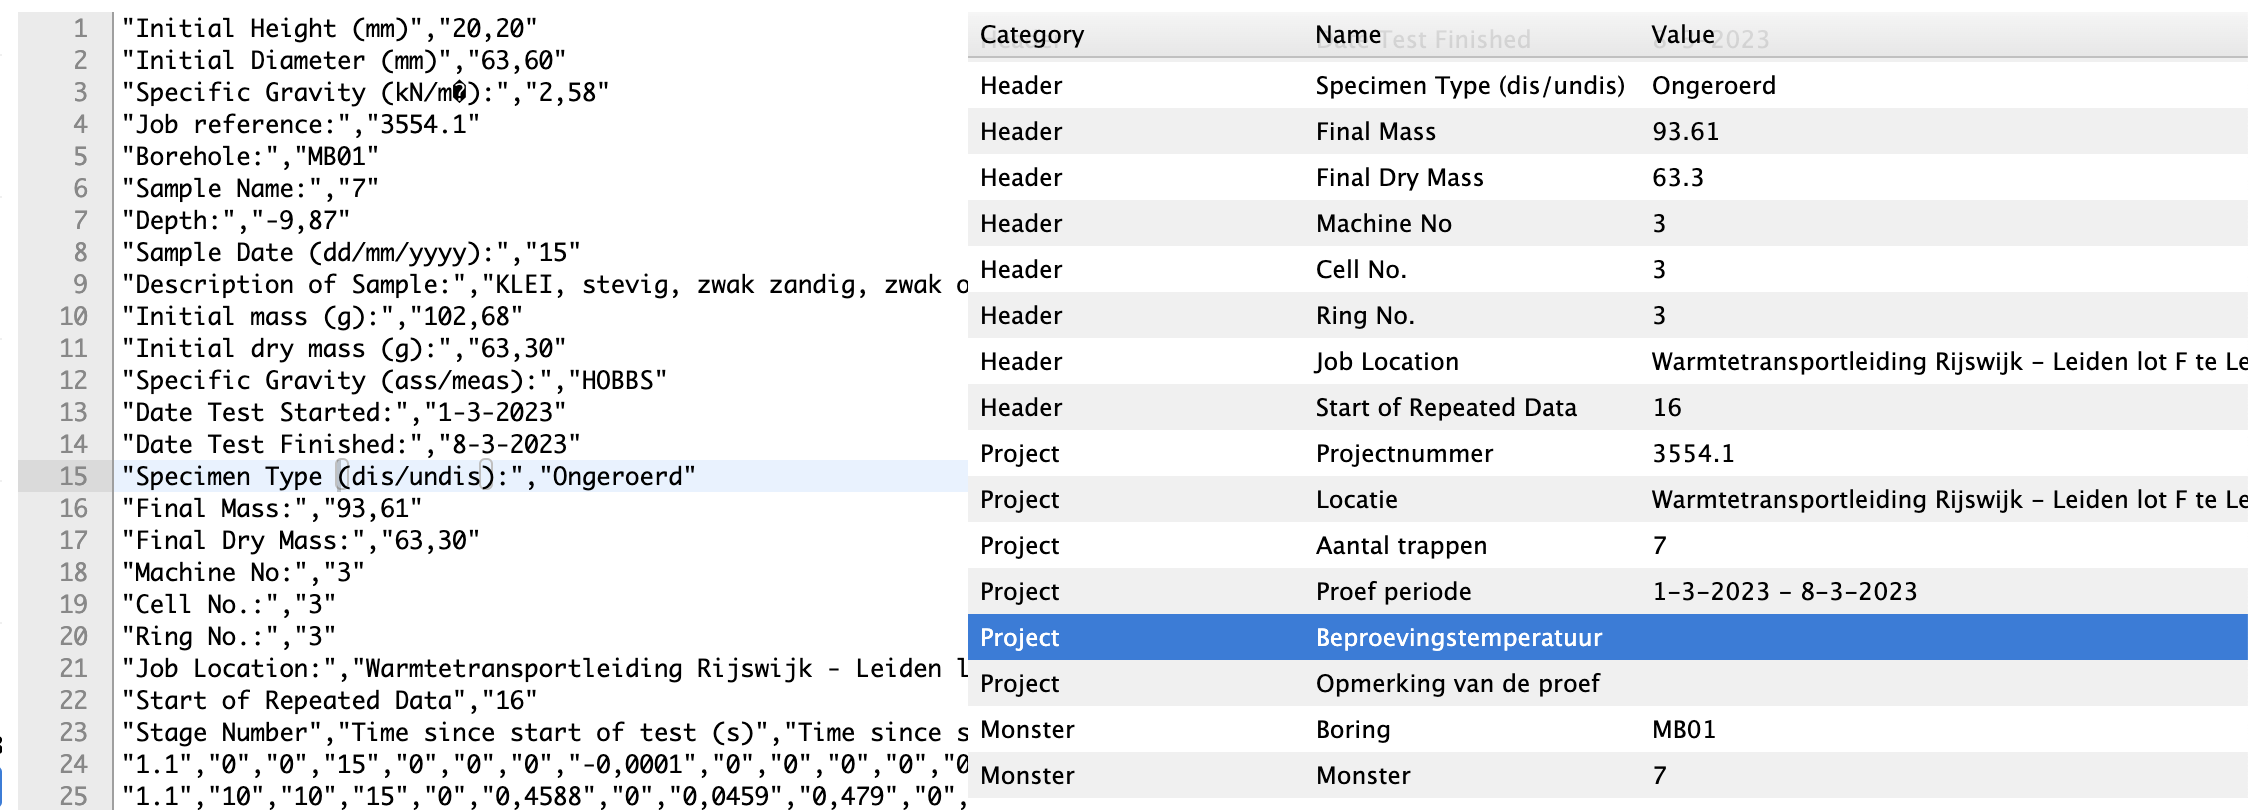 1 "Initial Height (mm)","20,20"
2 "Initial Diameter (mm)","63,60"
3 "Specific Gravity (kN/m�):","2,58"
4 "Job reference:","3554.1"
5 "Borehole:","MB01"
6 "Sample Name:","7"
7 "Depth:","-9,87"
8 "Sample Date (dd/mm/yyyy):","15"
9 "Description of Sample:","KLEI, stevig, zwak zandig, zwak o
10 "Initial mass (g):","102,68"
11 "Initial dry mass (g):","63,30"
12 "Specific Gravity (ass/meas):","HOBBS"
13 "Date Test Started:","1-3-2023"
14 "Date Test Finished:","8-3-2023"
15 "Specimen Type (dis/undis):","Ongeroerd"
16 "Final Mass:","93,61"
17 "Final Dry Mass:","63,30"
18 "Machine No:","3"
19 "Cell No.:","3"
20 "Ring No.:","3"
21 "Job Location:","Warmtetransportleiding Rijswijk - Leiden l
22 "Start of Repeated Data","16"
23 "Stage Number","Time since start of test (s)","Time since s
24 "1.1","0","0","15","0","0","0","-0,0001","0","0","0","0","0
25 "1.1","10","10","15","0","0,4588","0","0,0459","0,479","0",
Category Name Value
Header Date Test Finished 8-3-2023
Header Specimen Type (dis/undis) Ongeroerd
Header Final Mass 93.61
Header Final Dry Mass 63.3
Header Machine No 3
Header Cell No. 3
Header Ring No. 3
Header Job Location Warmtetransportleiding Rijswijk - Leiden lot F te Le
Header Start of Repeated Data 16
Project Projectnummer 3554.1
Project Locatie Warmtetransportleiding Rijswijk - Leiden lot F te Le
Project Aantal trappen 7
Project Proef periode 1-3-2023 - 8-3-2023
Project Beproevingstemperatuur
Project Opmerking van de proef
Monster Boring MB01
Monster Monster 7